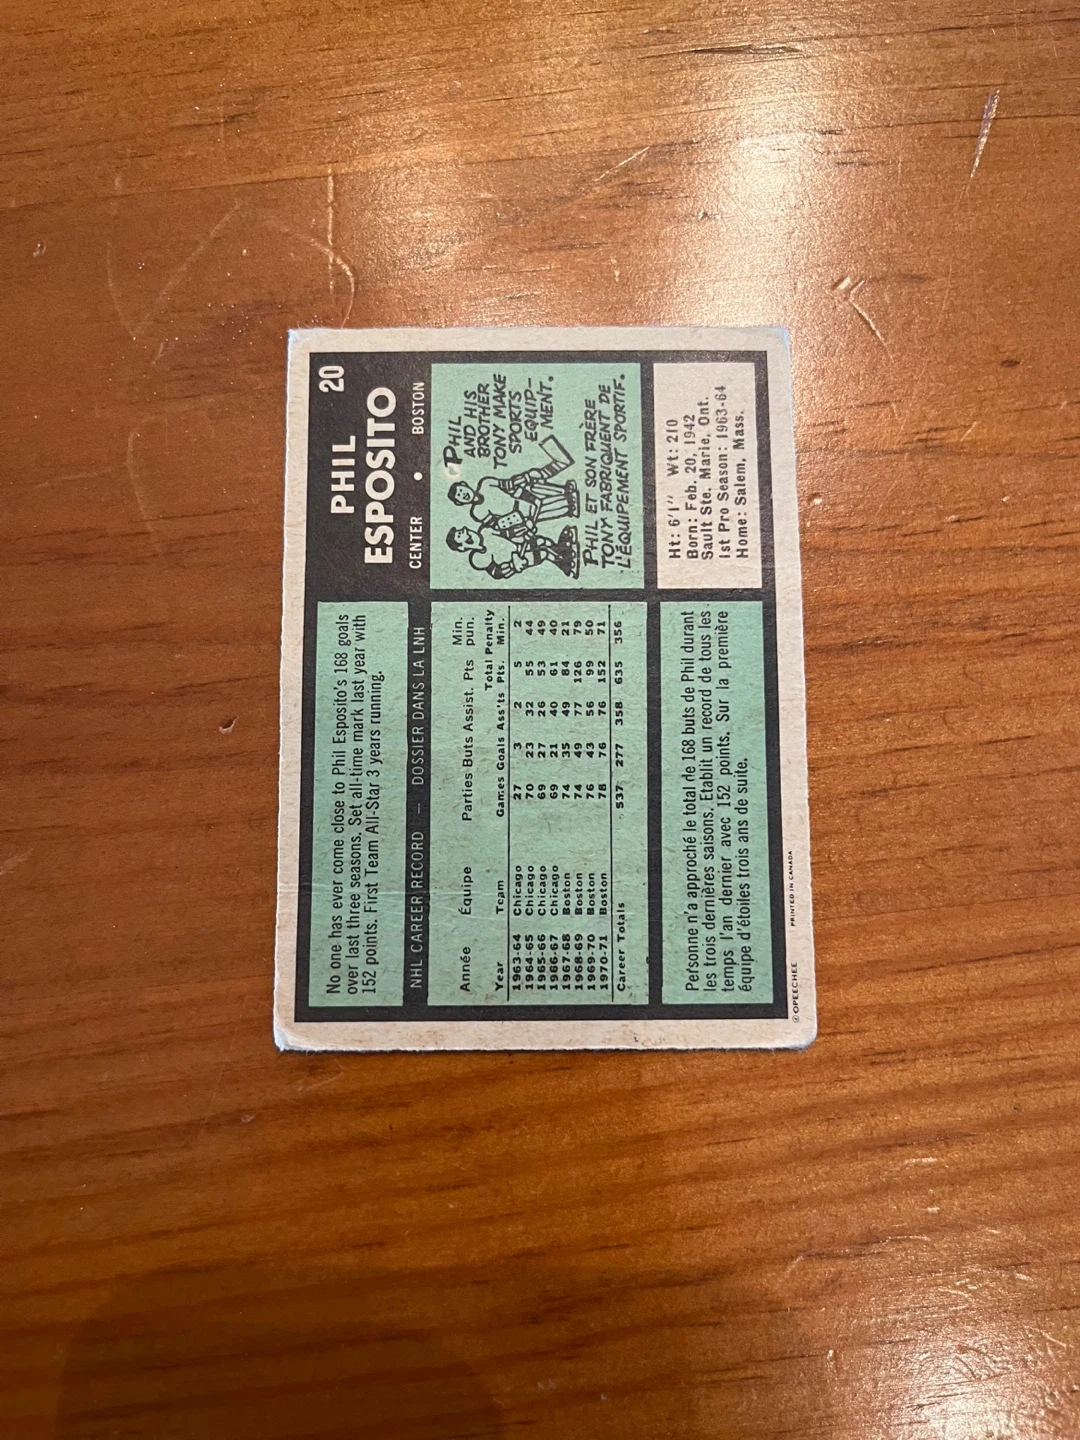 No one has ever come close to Phil Esposito's 168 goals
over last three seasons. Set all-time mark last year with
152 points. First Team All-Star 3 years running.
20
PHIL
ESPOSITO
CENTER • BOSTON
NHL CAREER RECORD — DOSSIER DANS LA LNH
Année Équipe Parties Buts Assist. Pts Min. pun.
Year Team Games Goals Ass'ts Total Pts. Penalty Min.
1963-64 Chicago 27 3 2 5 2
1964-65 Chicago 70 23 32 55 44
1965-66 Chicago 69 27 26 53 49
1966-67 Chicago 69 21 40 61 40
1967-68 Boston 74 35 49 84 21
1968-69 Boston 74 49 77 126 79
1969-70 Boston 76 43 56 99 50
1970-71 Boston 78 76 76 152 71
Career Totals 537 277 358 635 356
PHIL
AND HIS
BROTHER
TONY MAKE
SPORTS
EQUIP-
MENT.
PHIL ET SON FRÈRE
TONY FABRIQUENT DE
L'ÉQUIPEMENT SPORTIF.
Personne n'a approché le total de 168 buts de Phil durant
les trois dernières saisons. Etablit un record de tous les
temps l'an dernier avec 152 points. Sur la première
équipe d'étoiles trois ans de suite.
Ht: 6'1" Wt: 210
Born: Feb. 20, 1942
Sault Ste. Marie, Ont.
1st Pro Season: 1963-64
Home: Salem, Mass.
© OPEECHEE PRINTED IN CANADA